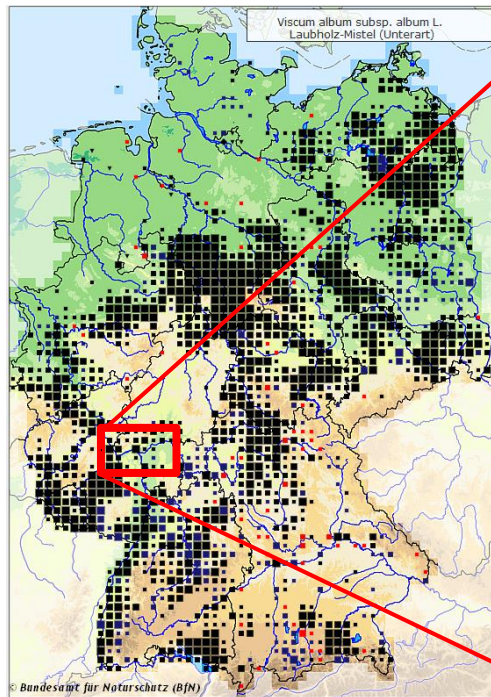 Viscum album subsp. album L.
Laubholz-Mistel (Unterart)
© Bundesamt für Naturschutz (BfN)